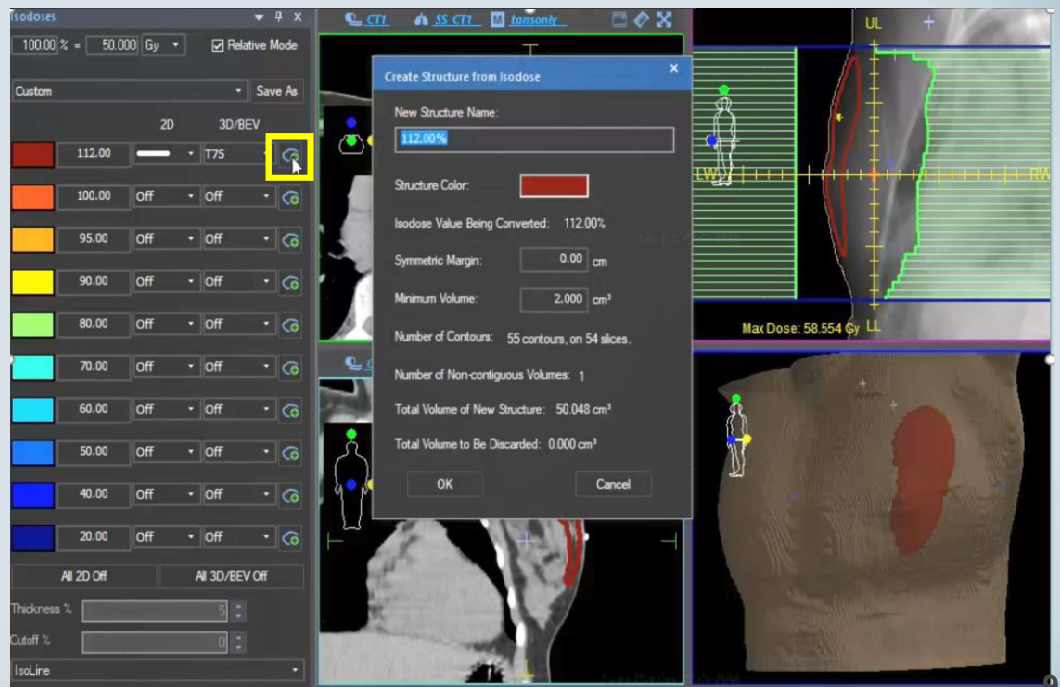 Isodoses
100.00 % = 50.000 Gy
Relative Mode
Custom
Save As
2D 3D/BEV
112.00 T75
100.00 Off Off
95.00 Off Off
90.00 Off Off
80.00 Off Off
70.00 Off Off
60.00 Off Off
50.00 Off Off
40.00 Off Off
20.00 Off Off
All 2D Off All 3D/BEV Off
Thickness % 5
Cutoff % 0
IsoLine
CT1 SS CT1 M tansonly
Create Structure from Isodose
New Structure Name:
112.00%
Structure Color:
Isodose Value Being Converted: 112.00%
Symmetric Margin: 0.00 cm
Minimum Volume: 2.000 cm³
Number of Contours: 55 contours, on 54 slices.
Number of Non-contiguous Volumes: 1
Total Volume of New Structure: 50.048 cm³
Total Volume to Be Discarded: 0.000 cm³
OK Cancel
UL
LW RW
Max Dose: 58.554 Gy LL